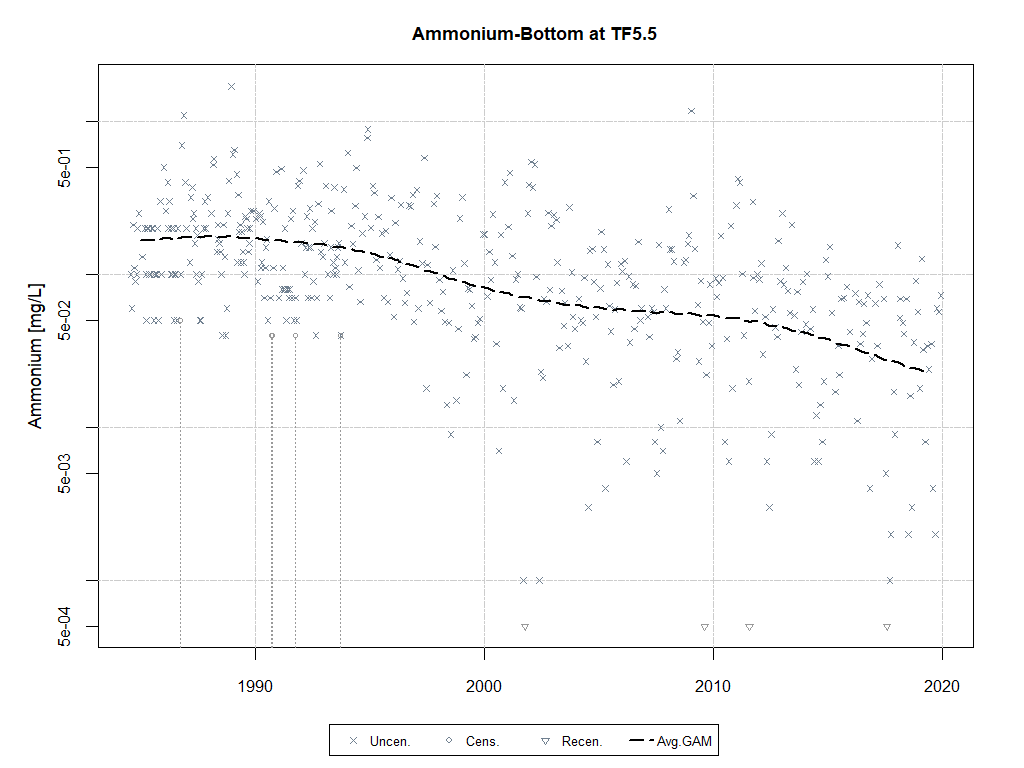 Ammonium-Bottom at TF5.5
Ammonium [mg/L]
5e-01
5e-02
5e-03
5e-04
1990 2000 2010 2020
Uncen. Cens. Recen. Avg.GAM